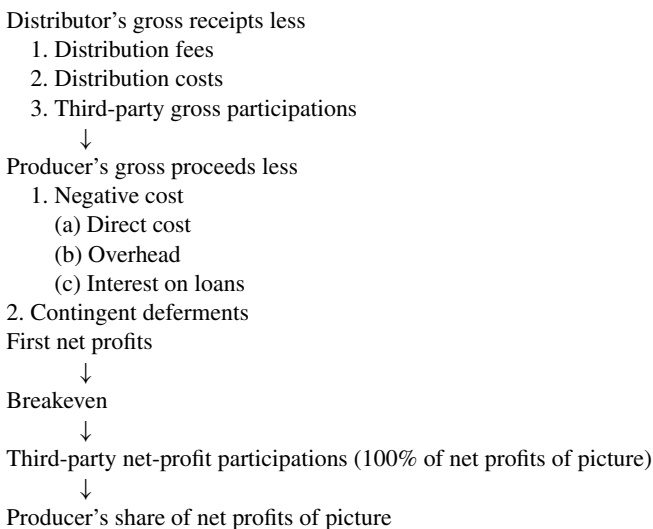 Distributor’s gross receipts less
1. Distribution fees
2. Distribution costs
3. Third-party gross participations
↓
Producer’s gross proceeds less
1. Negative cost
(a) Direct cost
(b) Overhead
(c) Interest on loans
2. Contingent deferments
First net profits
↓
Breakeven
↓
Third-party net-profit participations (100% of net profits of picture)
↓
Producer’s share of net profits of picture